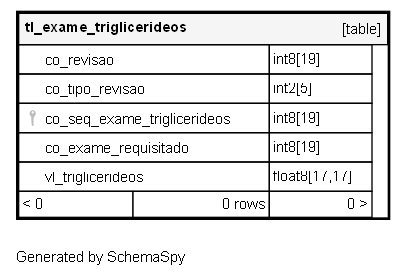 tl_exame_triglicerideos [table]
co_revisao int8[19]
co_tipo_revisao int2[5]
co_seq_exame_triglicerideos int8[19]
co_exame_requisitado int8[19]
vl_triglicerideos float8[17,17]
< 0 0 rows 0 >
Generated by SchemaSpy